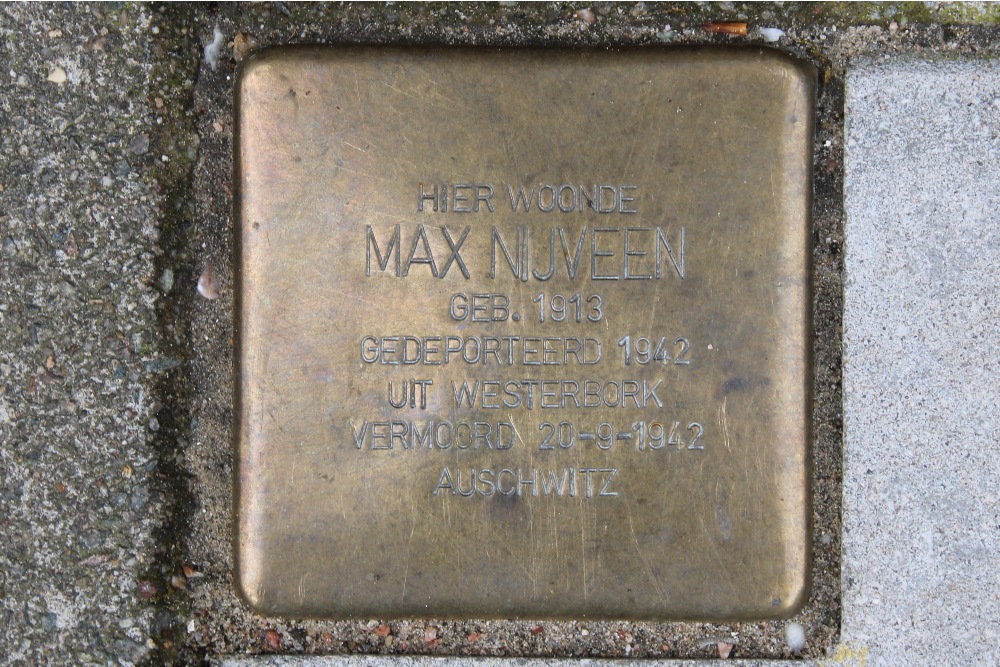 HIER WOONDE
MAX NIJVEEN
GEB. 1913
GEDEPORTEERD 1942
UIT WESTERBORK
VERMOORD 20-9-1942
AUSCHWITZ